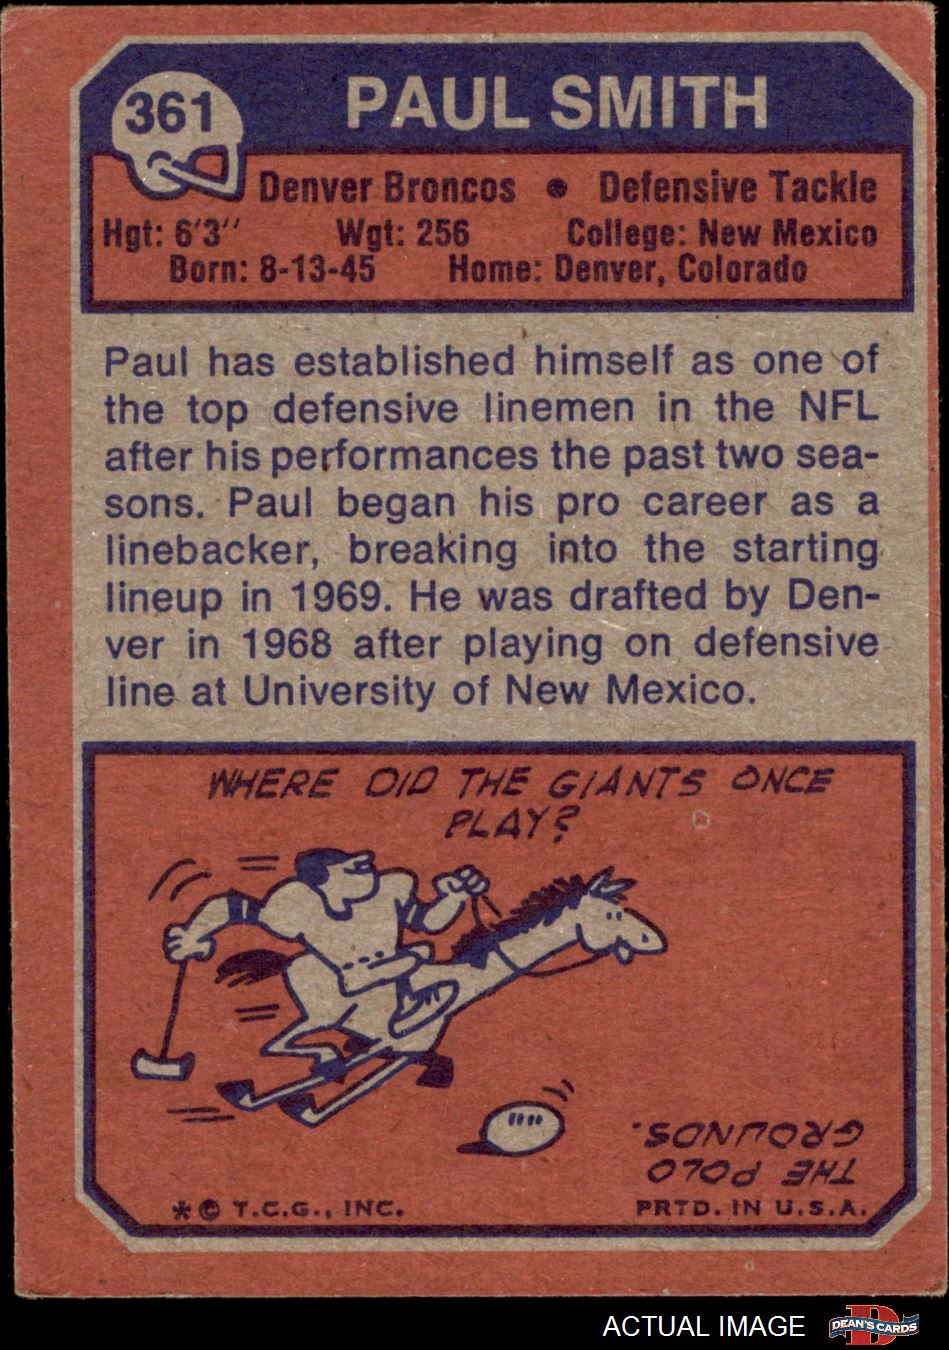 361
PAUL SMITH
Denver Broncos • Defensive Tackle
Hgt: 6'3'' Wgt: 256 College: New Mexico
Born: 8-13-45 Home: Denver, Colorado
Paul has established himself as one of
the top defensive linemen in the NFL
after his performances the past two sea-
sons. Paul began his pro career as a
linebacker, breaking into the starting
lineup in 1969. He was drafted by Den-
ver in 1968 after playing on defensive
line at University of New Mexico.
WHERE DID THE GIANTS ONCE
PLAY?
THE POLO
GROUNDS.
* © T.C.G., INC. PRTD. IN U.S.A.
ACTUAL IMAGE
D
DEAN'S CARDS